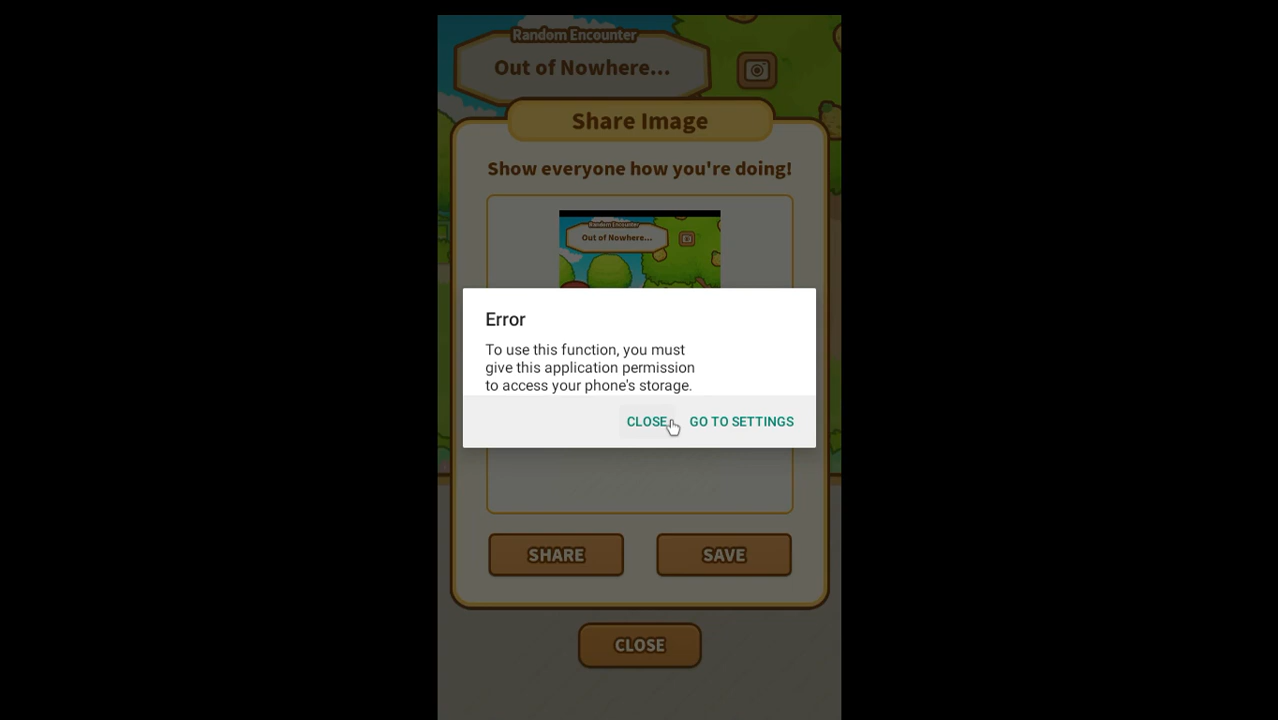 Random Encounter
Out of Nowhere...
Share Image
Show everyone how you're doing!
Random Encounter
Out of Nowhere...
Error
To use this function, you must
give this application permission
to access your phone's storage.
CLOSE GO TO SETTINGS
SHARE SAVE
CLOSE